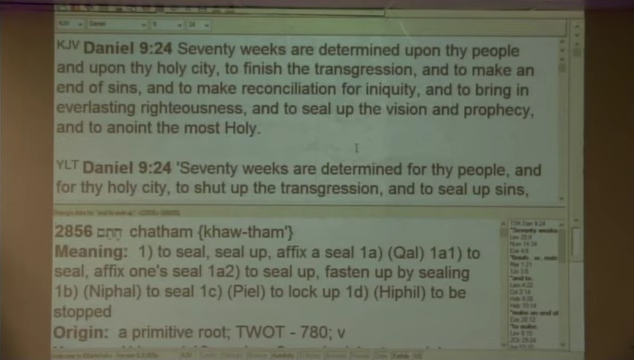 KJV Daniel 9:24 Seventy weeks are determined upon thy people
and upon thy holy city, to finish the transgression, and to make an
end of sins, and to make reconciliation for iniquity, and to bring in
everlasting righteousness, and to seal up the vision and prophecy,
and to anoint the most Holy.
YLT Daniel 9:24 'Seventy weeks are determined for thy people, and
for thy holy city, to shut up the transgression, and to seal up sins,
2856 חָתַם chatham {khaw-tham'}
Meaning: 1) to seal, seal up, affix a seal 1a) (Qal) 1a1) to
seal, affix one's seal 1a2) to seal up, fasten up by sealing
1b) (Niphal) to seal 1c) (Piel) to lock up 1d) (Hiphil) to be
stopped
Origin: a primitive root; TWOT - 780; v